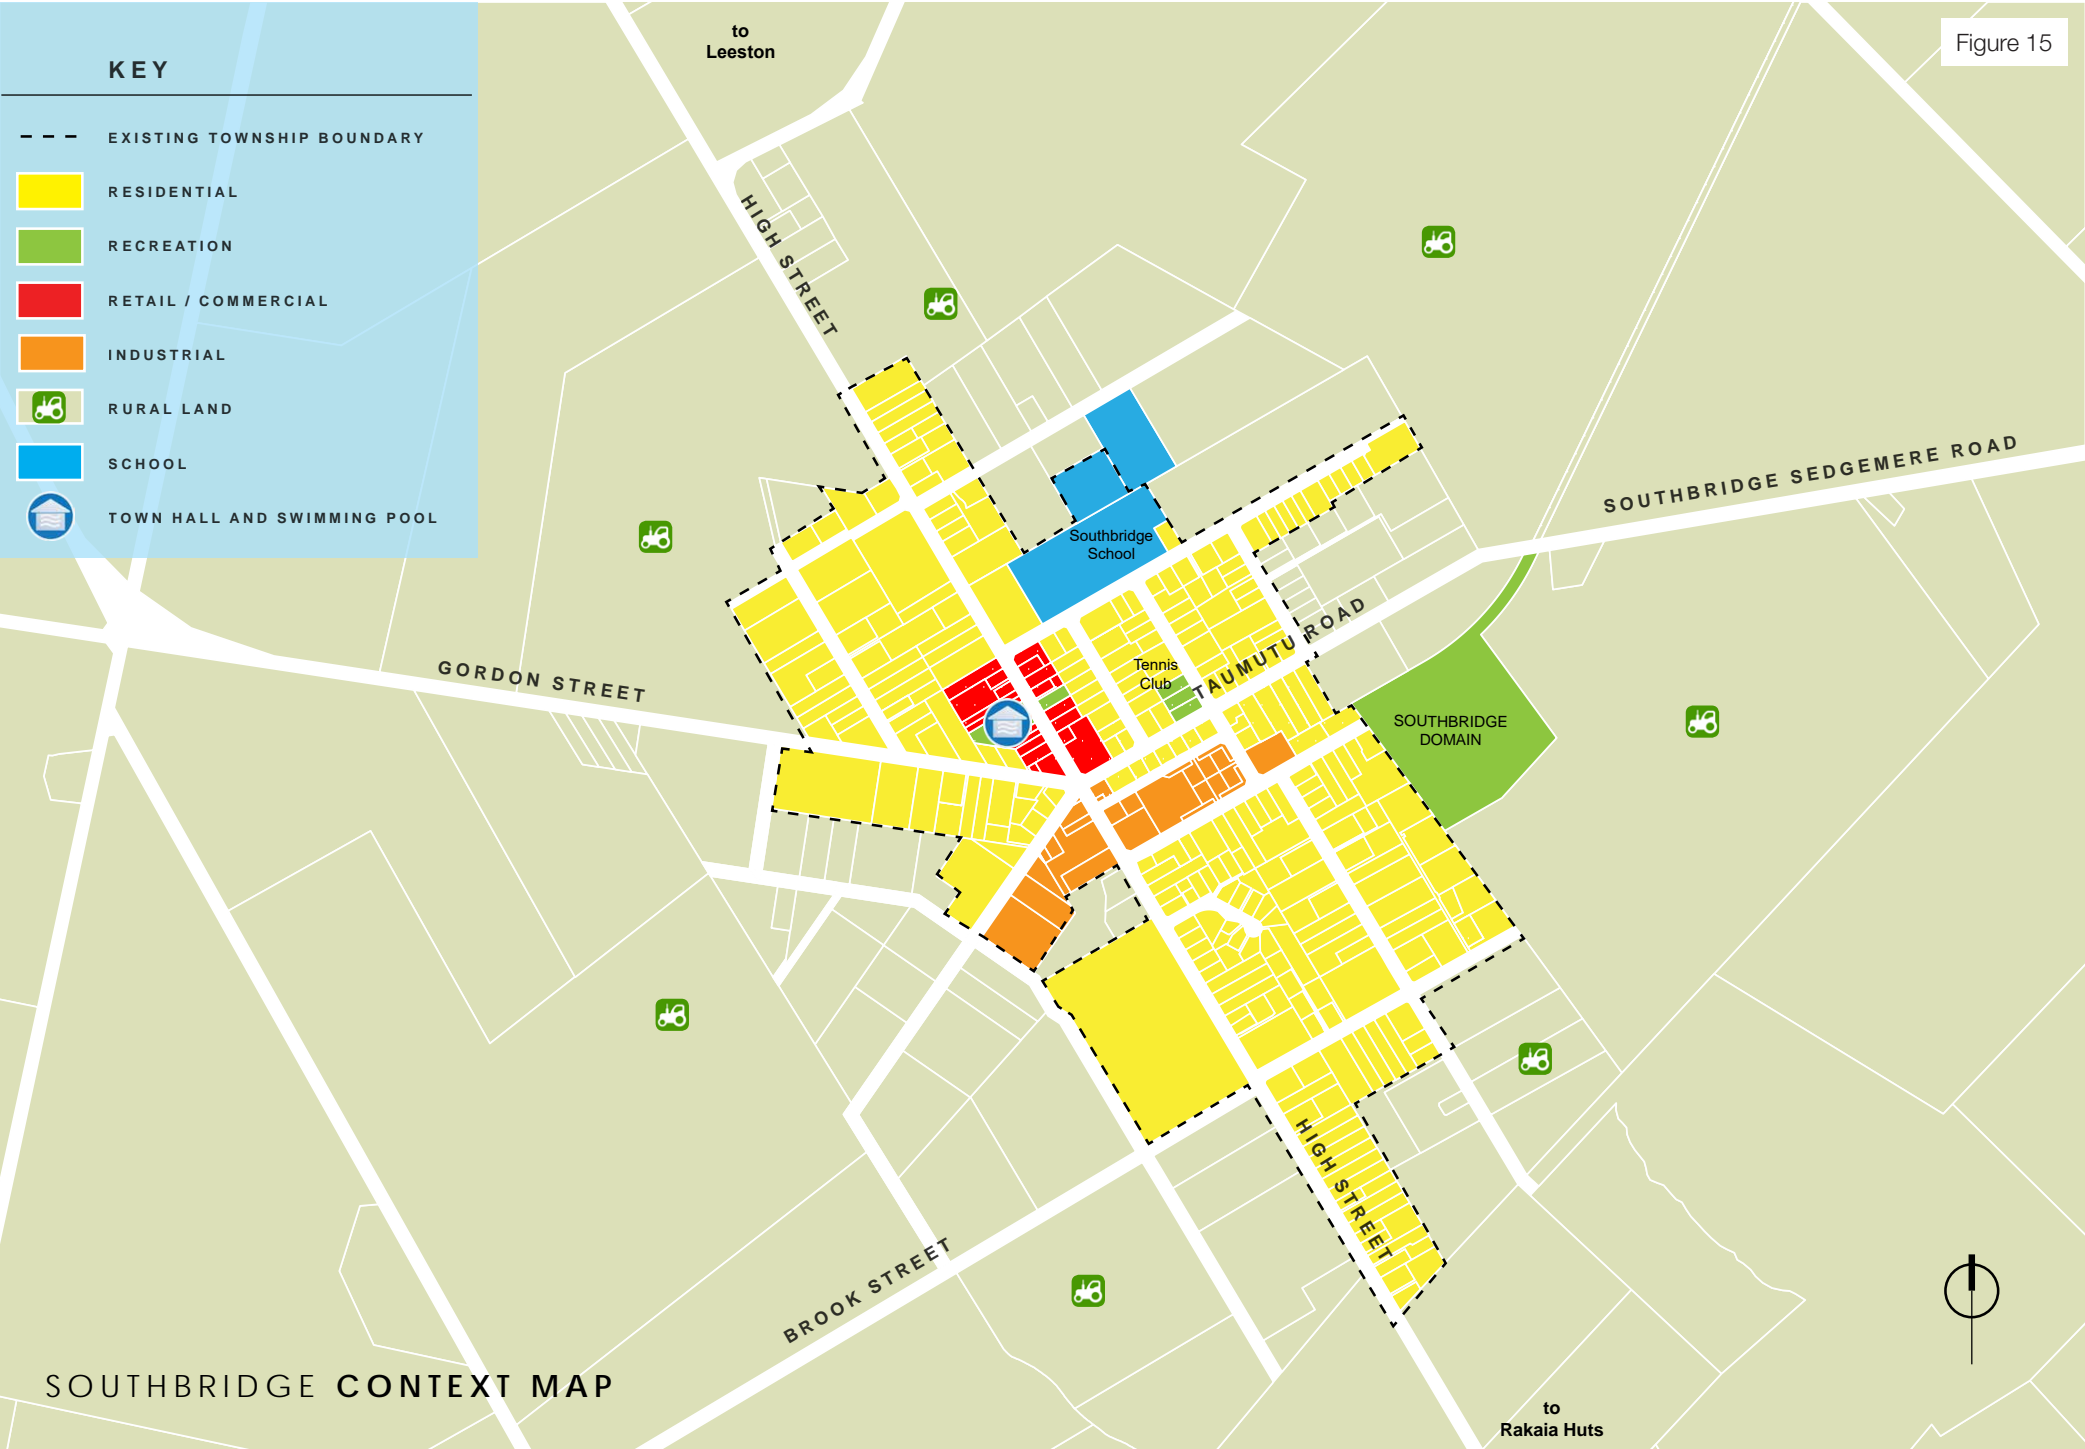 Figure 15
KEY
EXISTING TOWNSHIP BOUNDARY
RESIDENTIAL
RECREATION
RETAIL / COMMERCIAL
INDUSTRIAL
RURAL LAND
SCHOOL
TOWN HALL AND SWIMMING POOL
to
Leeston
HIGH STREET
SOUTHBRIDGE SEDGEMERE ROAD
Southbridge
School
TAUMUTU ROAD
Tennis
Club
GORDON STREET
SOUTHBRIDGE
DOMAIN
HIGH STREET
BROOK STREET
to
Rakaia Huts
SOUTHBRIDGE CONTEXT MAP